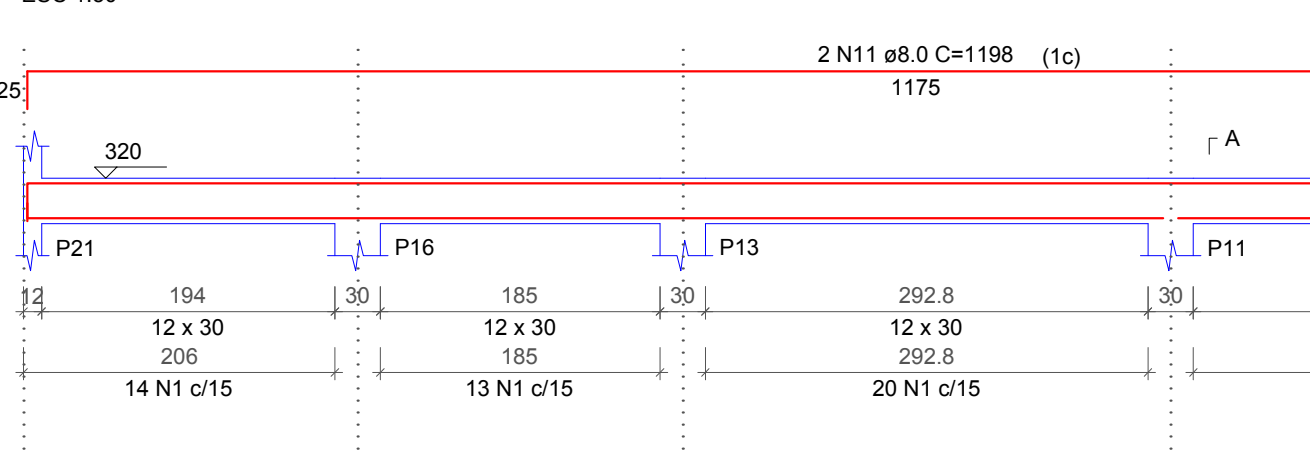 2 N11 ø8.0 C=1198 (1c)
25
1175
A
320
P21 P16 P13 P11
12 194 30 185 30 292.8 30
12 x 30 12 x 30 12 x 30
206 185 292.8
14 N1 c/15 13 N1 c/15 20 N1 c/15